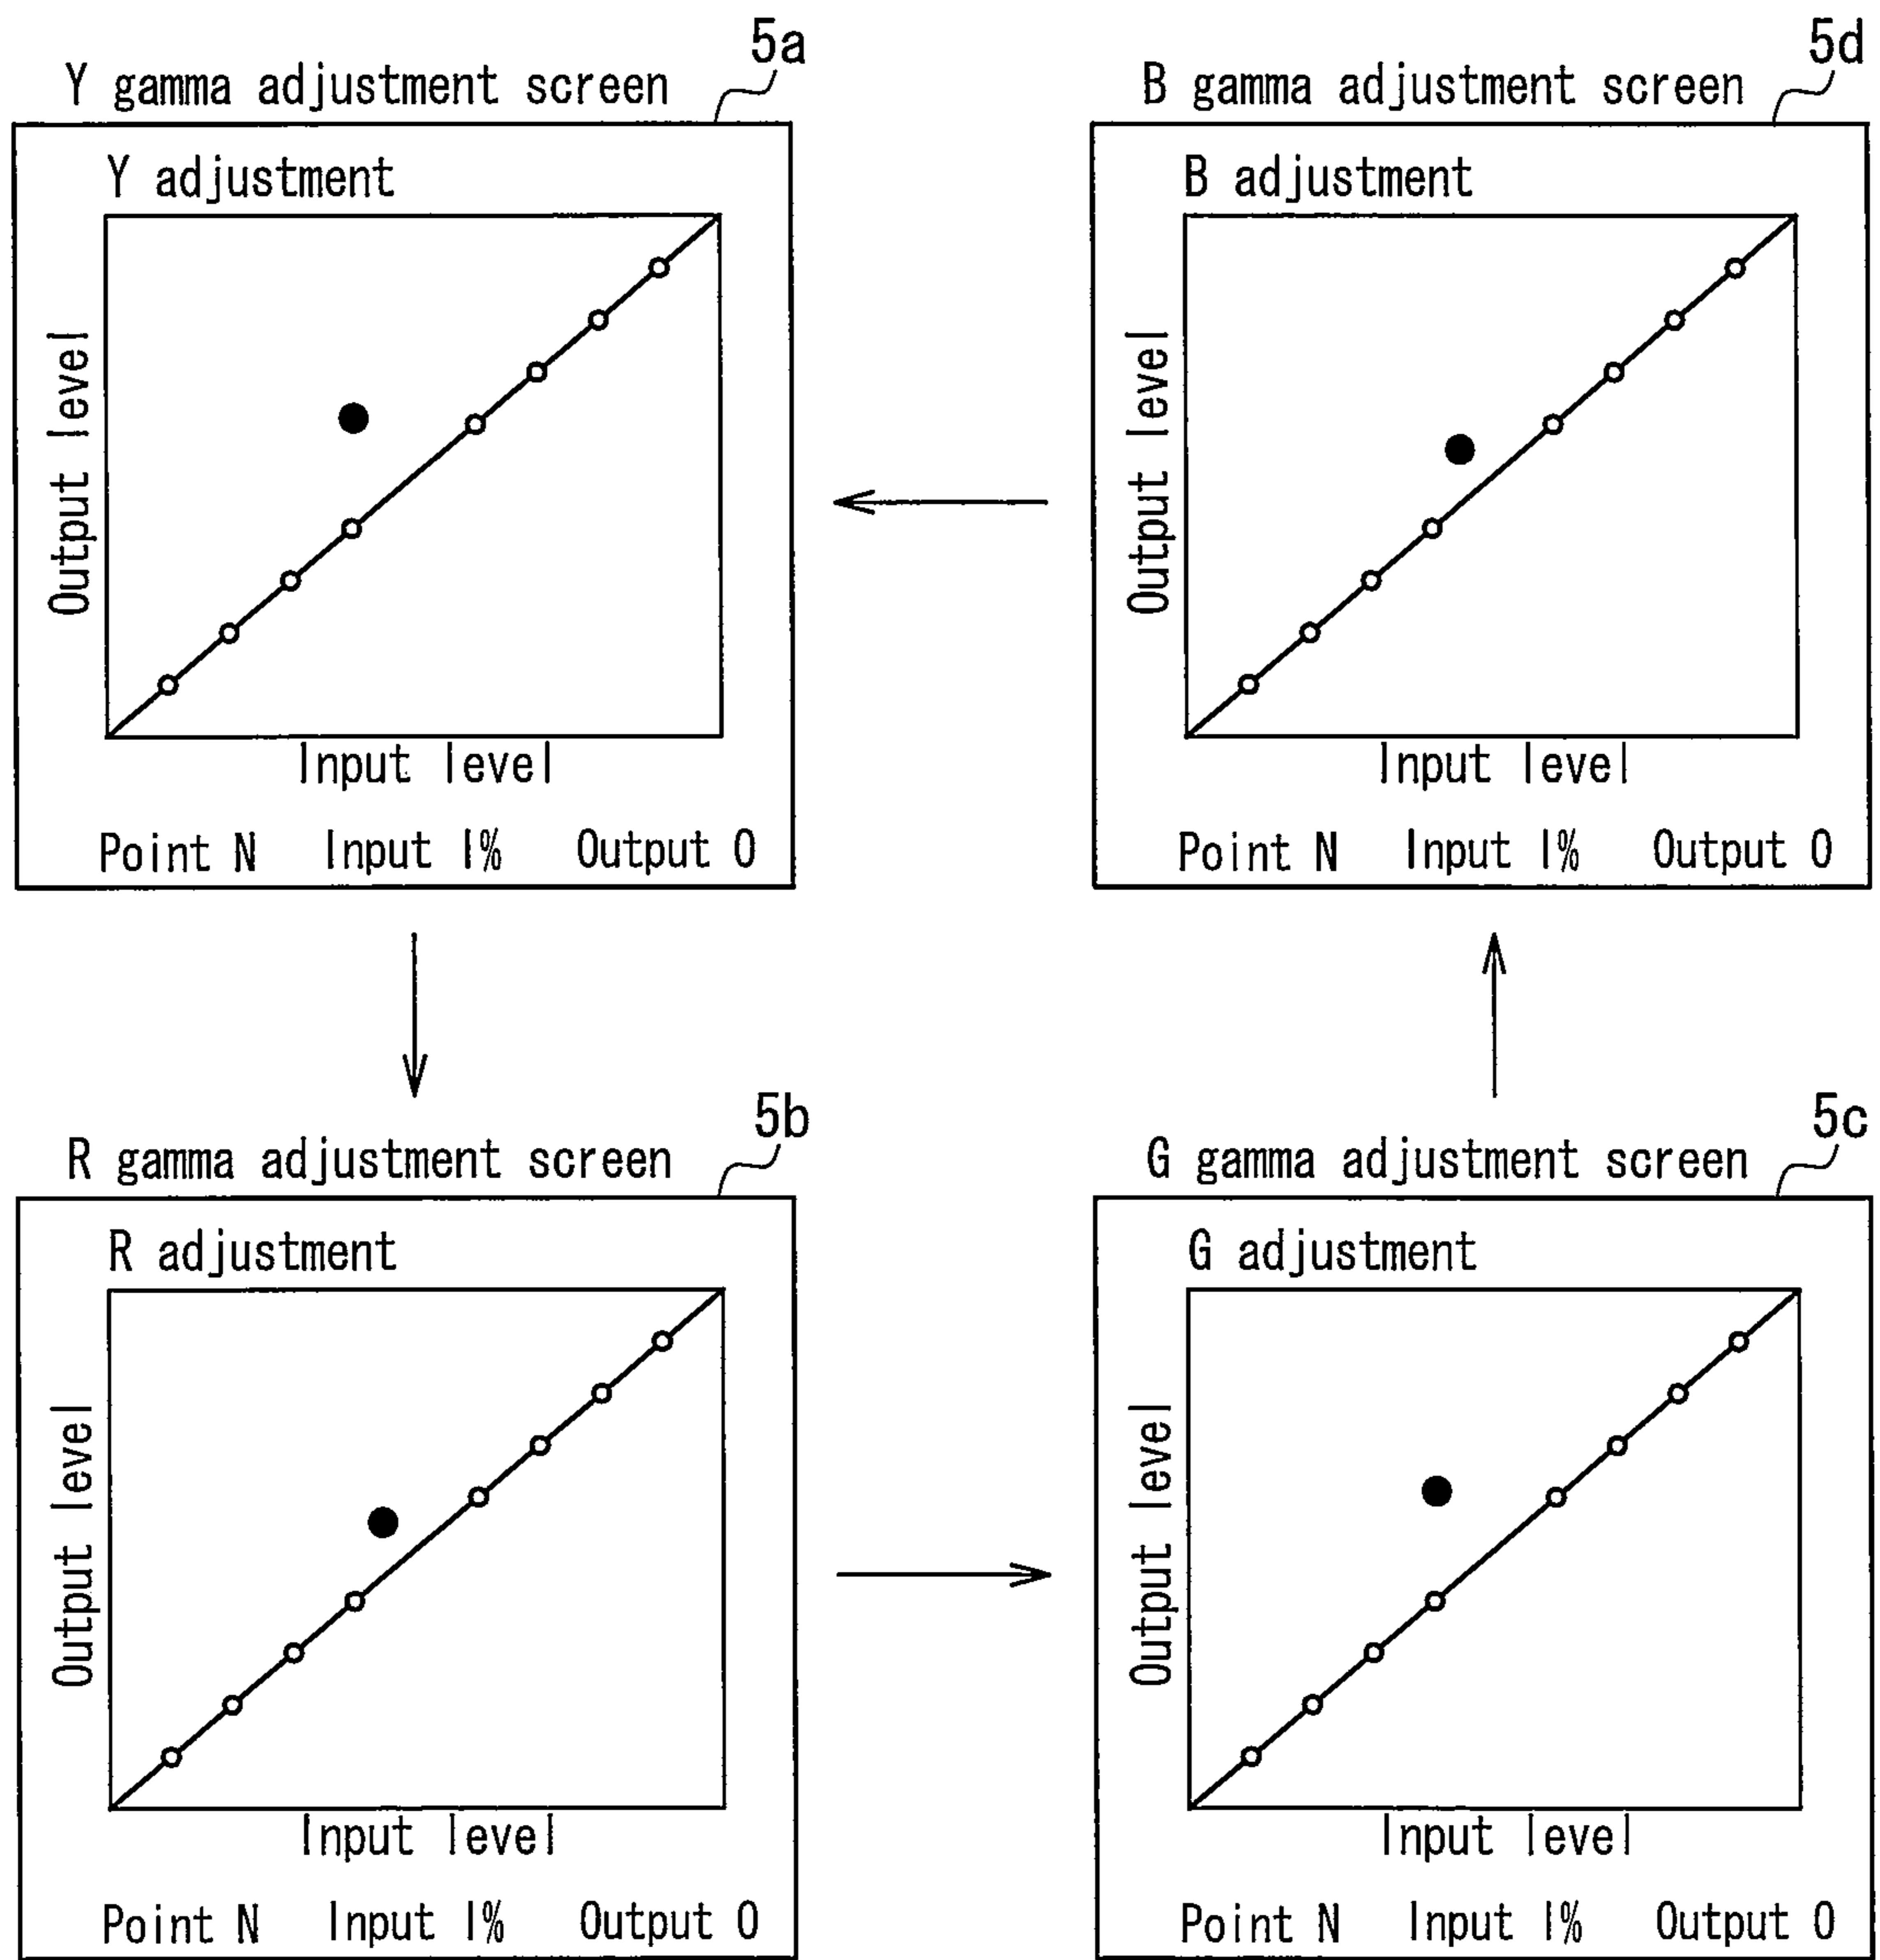 5a
Y gamma adjustment screen
Y adjustment
Output level
Input level
Point N Input I% Output O
5d
B gamma adjustment screen
B adjustment
Output level
Input level
Point N Input I% Output O
5b
R gamma adjustment screen
R adjustment
Output level
Input level
Point N Input I% Output O
5c
G gamma adjustment screen
G adjustment
Output level
Input level
Point N Input I% Output O